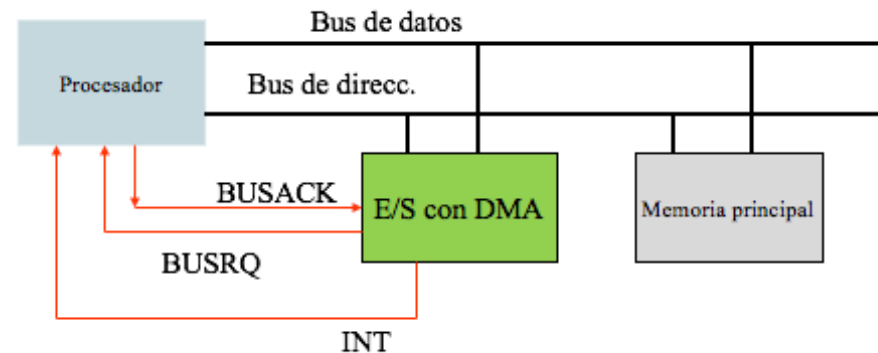 Bus de datos
Procesador
Bus de direcc.
BUSACK
E/S con DMA
Memoria principal
BUSRQ
INT